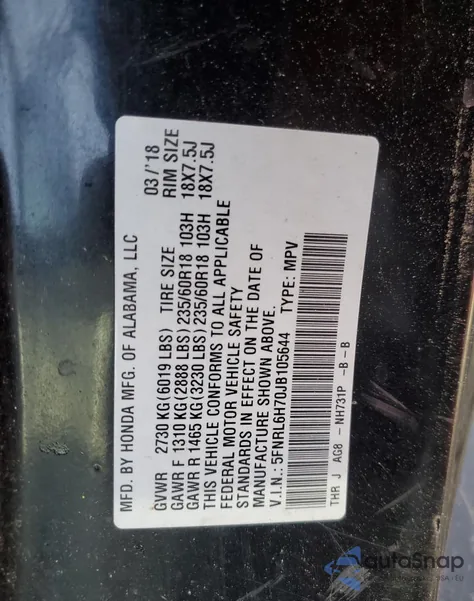 MFD. BY HONDA MFG. OF ALABAMA, LLC 03/'18
GVWR 2730 KG(6019 LBS) TIRE SIZE RIM SIZE
GAWR F 1310 KG(2888 LBS)235/60R18 103H 18X7.5J
GAWR R 1465 KG(3230 LBS)235/60R18 103H 18X7.5J
THIS VEHICLE CONFORMS TO ALL APPLICABLE
FEDERAL MOTOR VEHICLE SAFETY
STANDARDS IN EFFECT ON THE DATE OF
MANUFACTURE SHOWN ABOVE.
V.I.N.:5FNRL6H70JB105644 TYPE: MPV
THR J AG8 - NH731P -B -B
autoSnap